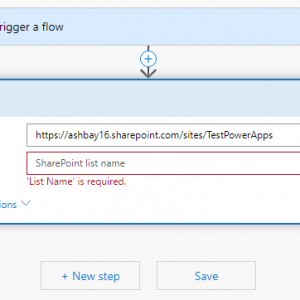 rigger a flow
https://ashbay16.sharepoint.com/sites/TestPowerApps
SharePoint list name
'List Name' is required.
ions
+ New step
Save